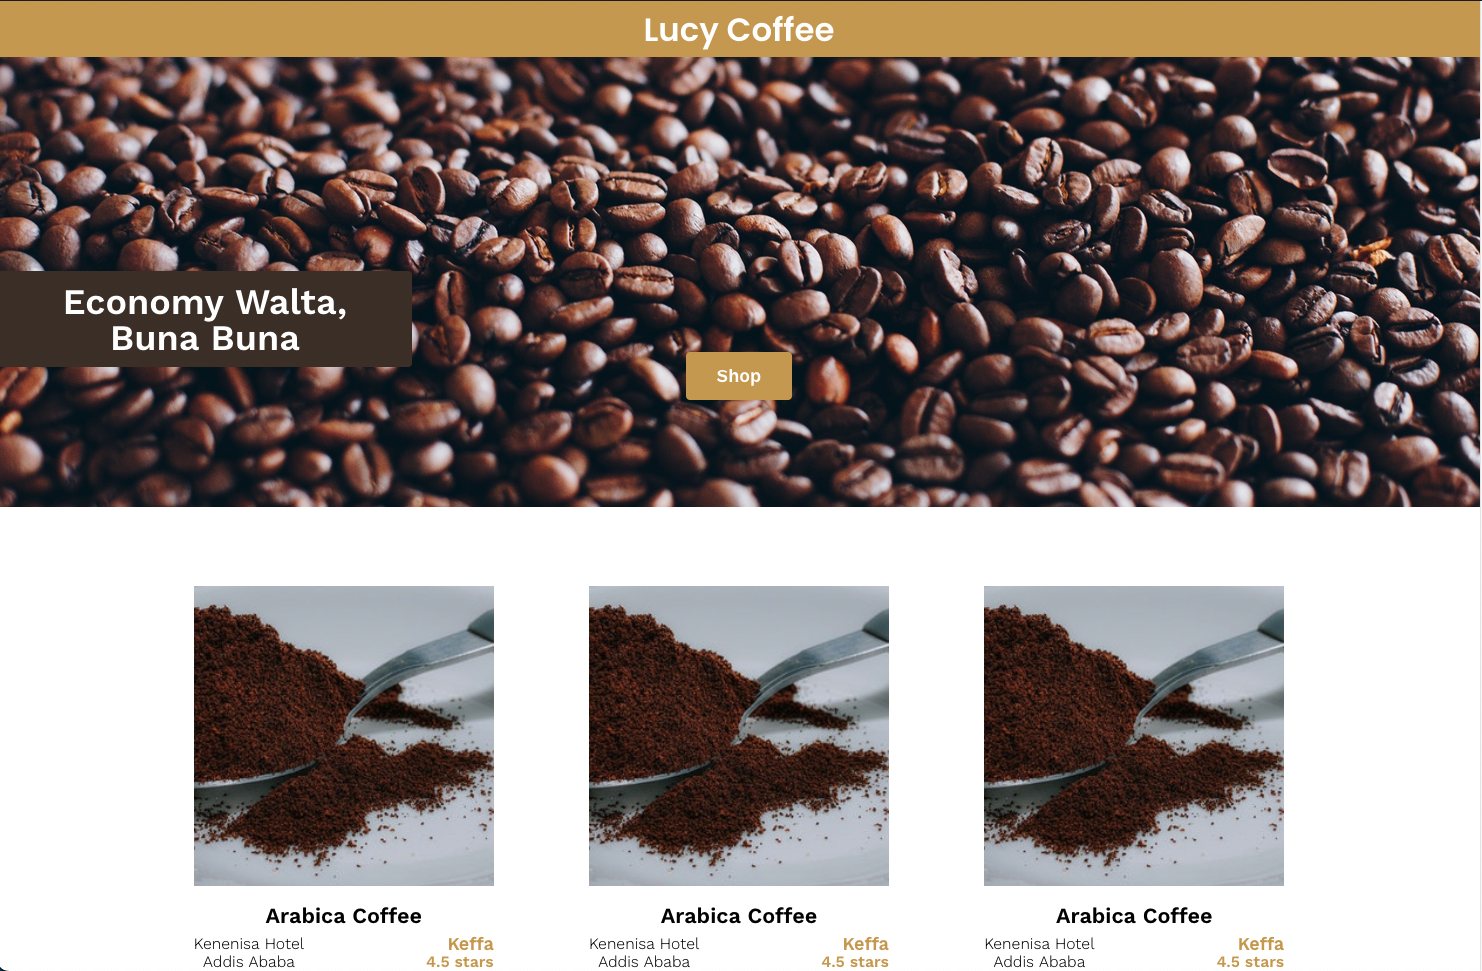 Lucy Coffee
Economy Walta,
Buna Buna
Shop
Arabica Coffee
Kenenisa Hotel
Addis Ababa
Keffa
4.5 stars
Arabica Coffee
Kenenisa Hotel
Addis Ababa
Keffa
4.5 stars
Arabica Coffee
Kenenisa Hotel
Addis Ababa
Keffa
4.5 stars